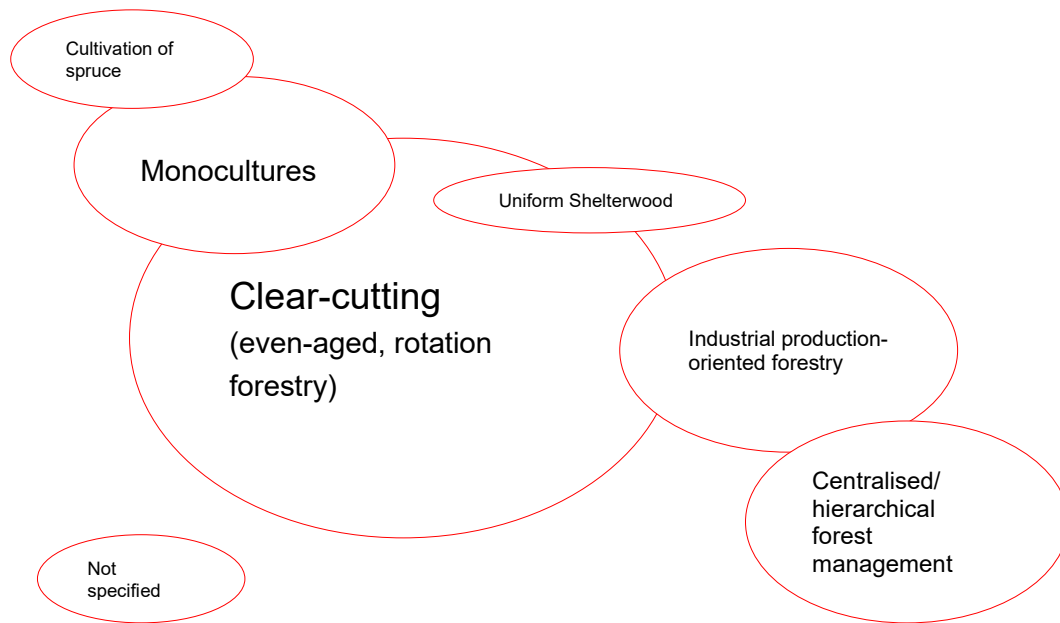 Cultivation of
spruce
Monocultures
Uniform Shelterwood
Clear-cutting
(even-aged, rotation
forestry)
Industrial production-
oriented forestry
Centralised/
hierarchical
forest
management
Not
specified